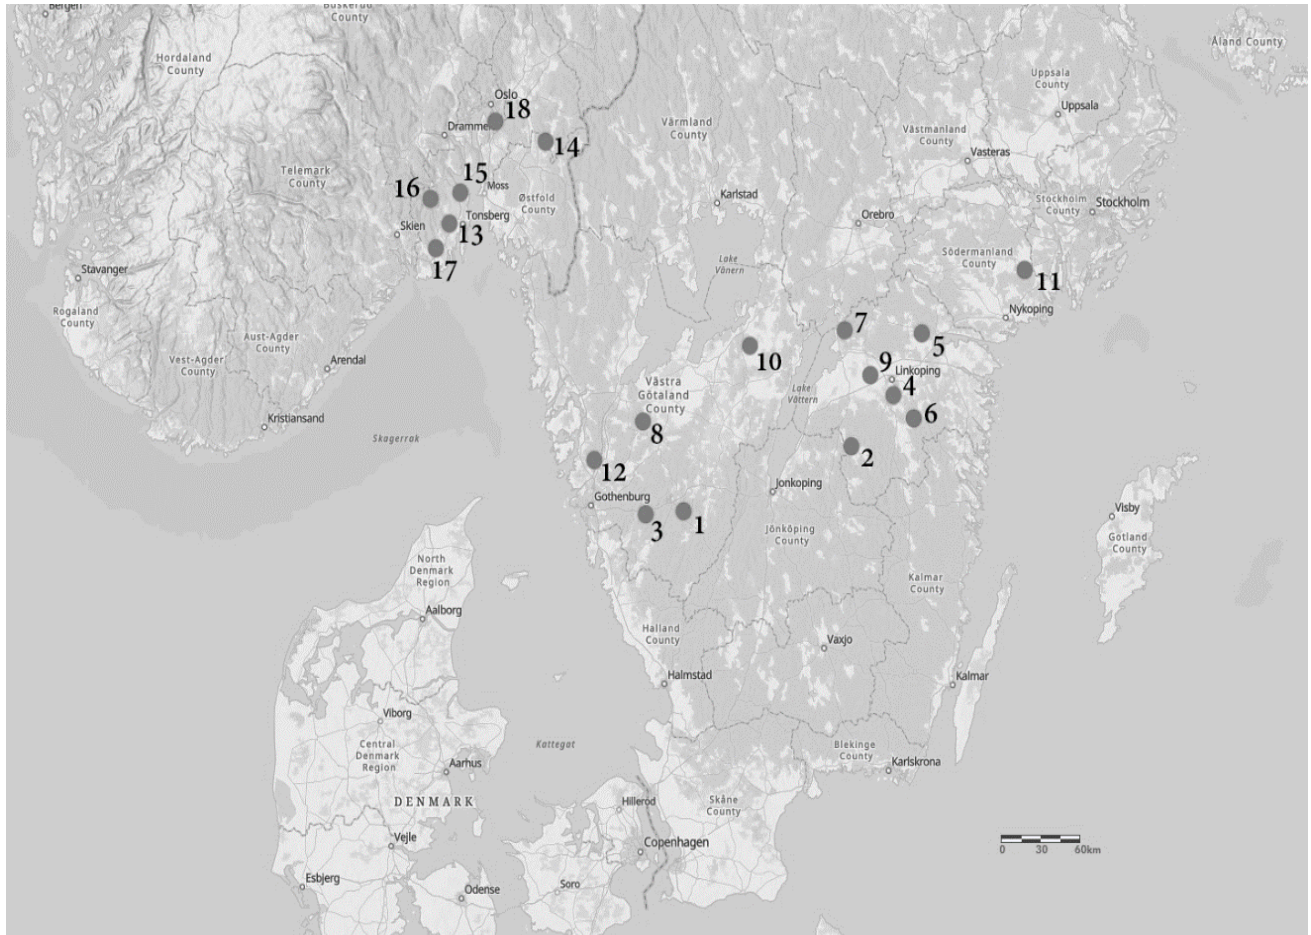 Bergen
Buskerud
County
Hordaland
County
Åland County
Uppsala
County
Uppsala
Oslo
18
Drammen
14
Värmland
County
Västmanland
County
Vasteras
Telemark
County
16
15
Moss
Østfold
County
Karlstad
Stockholm
County
Stockholm
Orebro
Skien
Tonsberg
13
17
Lake
Vänern
Södermanland
County
11
Stavanger
Rogaland
County
Nykoping
7
5
Aust-Agder
County
Vest-Agder
County
Arendal
10
9
Linkoping
4
Västra
Götaland
County
Lake
Vättern
6
8
Kristiansand
Skagerrak
2
12
Jonkoping
Gothenburg
3
1
Visby
Jönköping
County
Gotland
County
North
Denmark
Region
Kalmar
County
Aalborg
Halland
County
Vaxjo
Halmstad
Kalmar
Viborg
Central
Denmark
Region
Kattegat
Blekinge
County
Karlskrona
Aarhus
DENMARK
Hillerod
Skåne
County
Vejle
Copenhagen
0 30 60km
Esbjerg
Odense
Soro